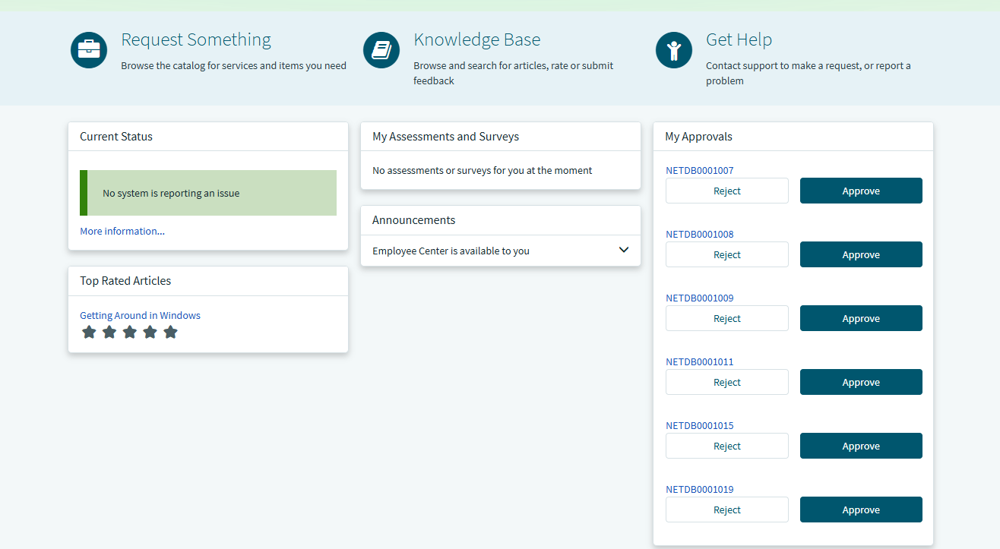 Request Something
Browse the catalog for services and items you need
Knowledge Base
Browse and search for articles, rate or submit
feedback
Get Help
Contact support to make a request, or report a
problem
Current Status
No system is reporting an issue
More information...
Top Rated Articles
Getting Around in Windows
My Assessments and Surveys
No assessments or surveys for you at the moment
Announcements
Employee Center is available to you
My Approvals
NETDB0001007
Reject Approve
NETDB0001008
Reject Approve
NETDB0001009
Reject Approve
NETDB0001011
Reject Approve
NETDB0001015
Reject Approve
NETDB0001019
Reject Approve